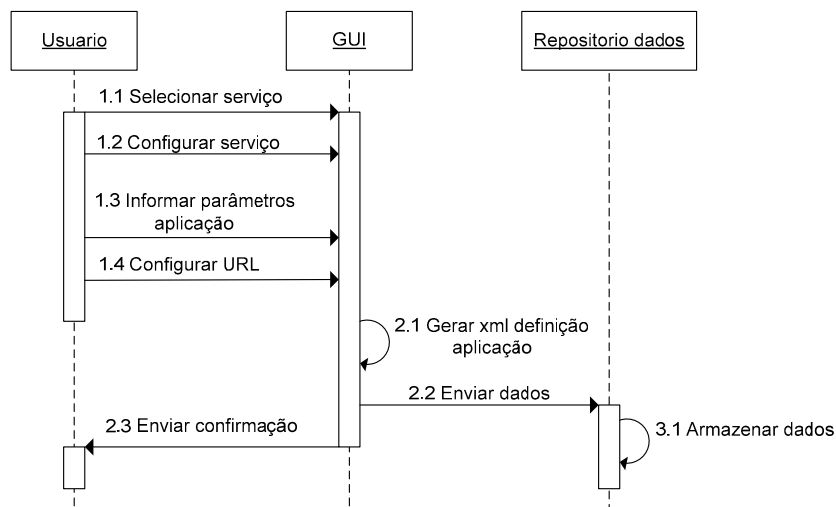 Usuario
GUI
Repositorio dados
1.1 Selecionar serviço
1.2 Configurar serviço
1.3 Informar parâmetros
aplicação
1.4 Configurar URL
2.1 Gerar xml definição
aplicação
2.2 Enviar dados
2.3 Enviar confirmação
3.1 Armazenar dados